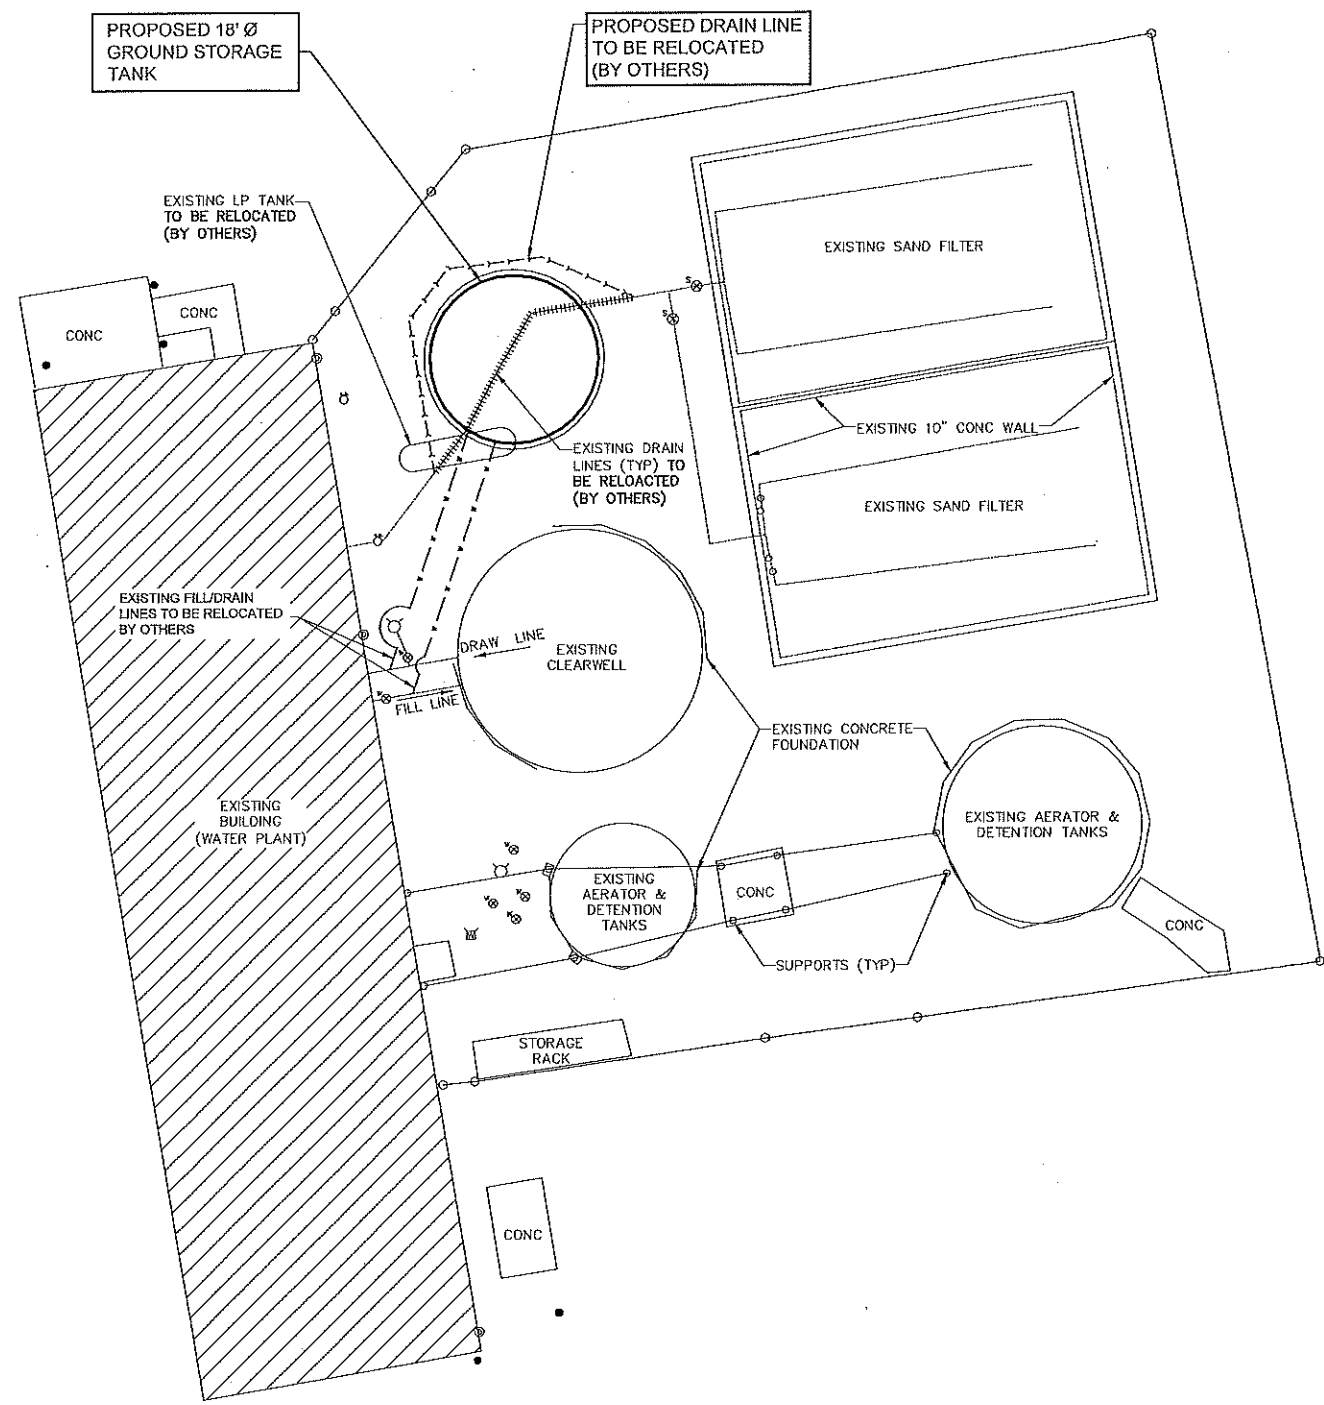 PROPOSED 18' Ø
GROUND STORAGE
TANK
PROPOSED DRAIN LINE
TO BE RELOCATED
(BY OTHERS)
EXISTING LP TANK
TO BE RELOCATED
(BY OTHERS)
CONC
CONC
EXISTING SAND FILTER
EXISTING 10" CONC WALL
EXISTING DRAIN
LINES (TYP) TO
BE RELOACTED
(BY OTHERS)
EXISTING SAND FILTER
EXISTING FILL/DRAIN
LINES TO BE RELOCATED
BY OTHERS
DRAW LINE
EXISTING
CLEARWELL
FILL LINE
EXISTING CONCRETE
FOUNDATION
EXISTING
BUILDING
(WATER PLANT)
EXISTING AERATOR &
DETENTION TANKS
EXISTING
AERATOR &
DETENTION
TANKS
CONC
CONC
SUPPORTS (TYP)
STORAGE
RACK
CONC